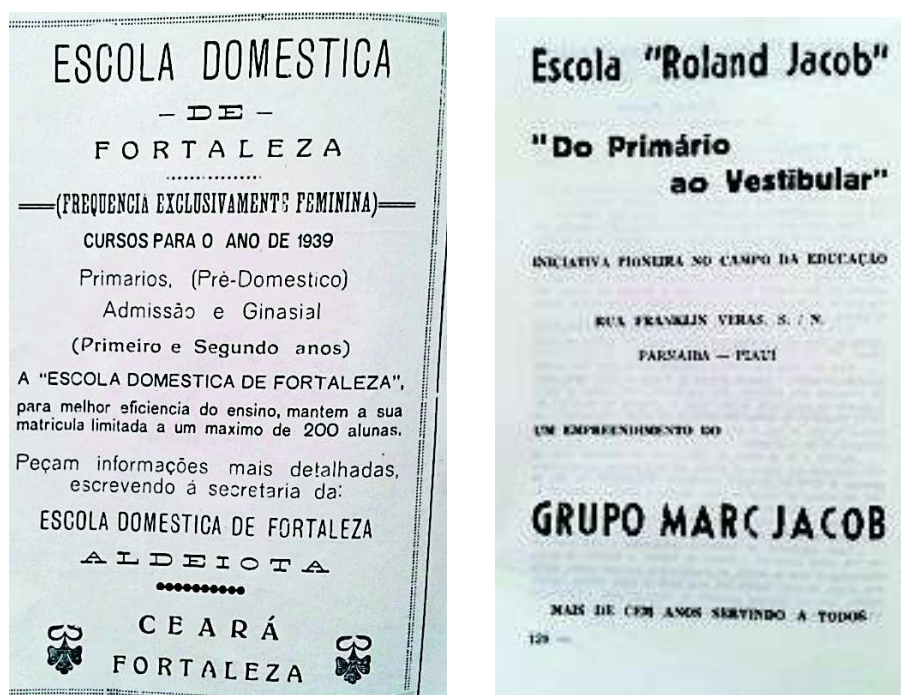 ESCOLA DOMESTICA
— DE —
FORTALEZA
(FREQUENCIA EXCLUSIVAMENTE FEMININA)
CURSOS PARA O ANO DE 1939
Primarios, (Pré-Domestico)
Admissão e Ginasial
(Primeiro e Segundo anos)
A "ESCOLA DOMESTICA DE FORTALEZA",
para melhor eficiencia do ensino, mantem a sua
matricula limitada a um maximo de 200 alunas.
Peçam informações mais detalhadas,
escrevendo á secretaria da:
ESCOLA DOMESTICA DE FORTALEZA
ALDEIOTA
CEARÁ
FORTALEZA
Escola "Roland Jacob"
"Do Primário
ao Vestibular"
INICIATIVA PIONEIRA NO CAMPO DA EDUCAÇÃO
RUA FRANKLIN VERAS, S. / N.
PARNAIBA — PIAUÍ
UM EMPREENDIMENTO DO
GRUPO MARC JACOB
MAIS DE CEM ANOS SERVINDO A TODOS
120 —